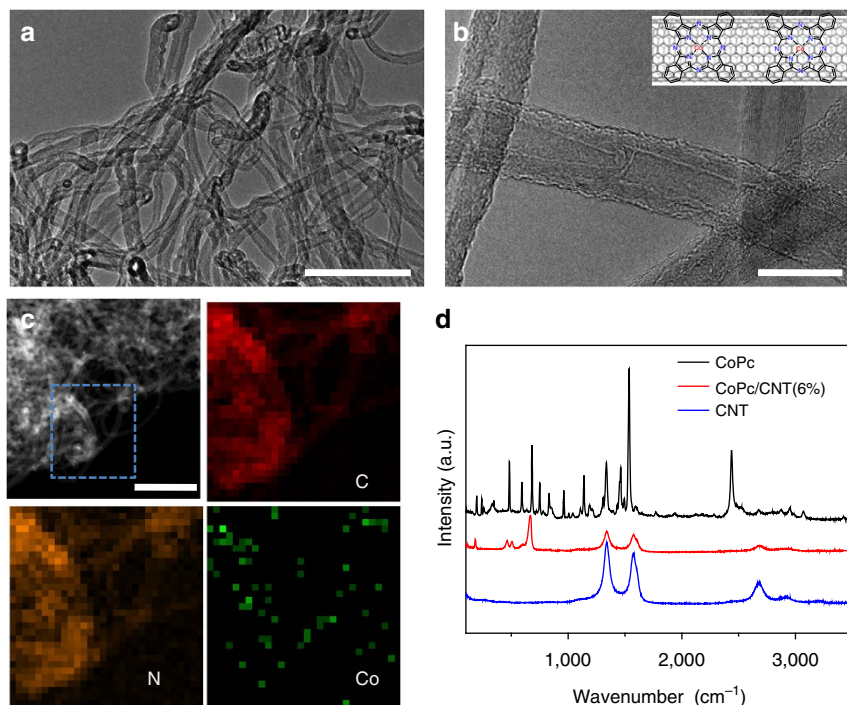 a
b
c
C
N
Co
d
CoPc
CoPc/CNT(6%)
CNT
Intensity (a.u.)
1,000
2,000
3,000
Wavenumber (cm⁻¹)